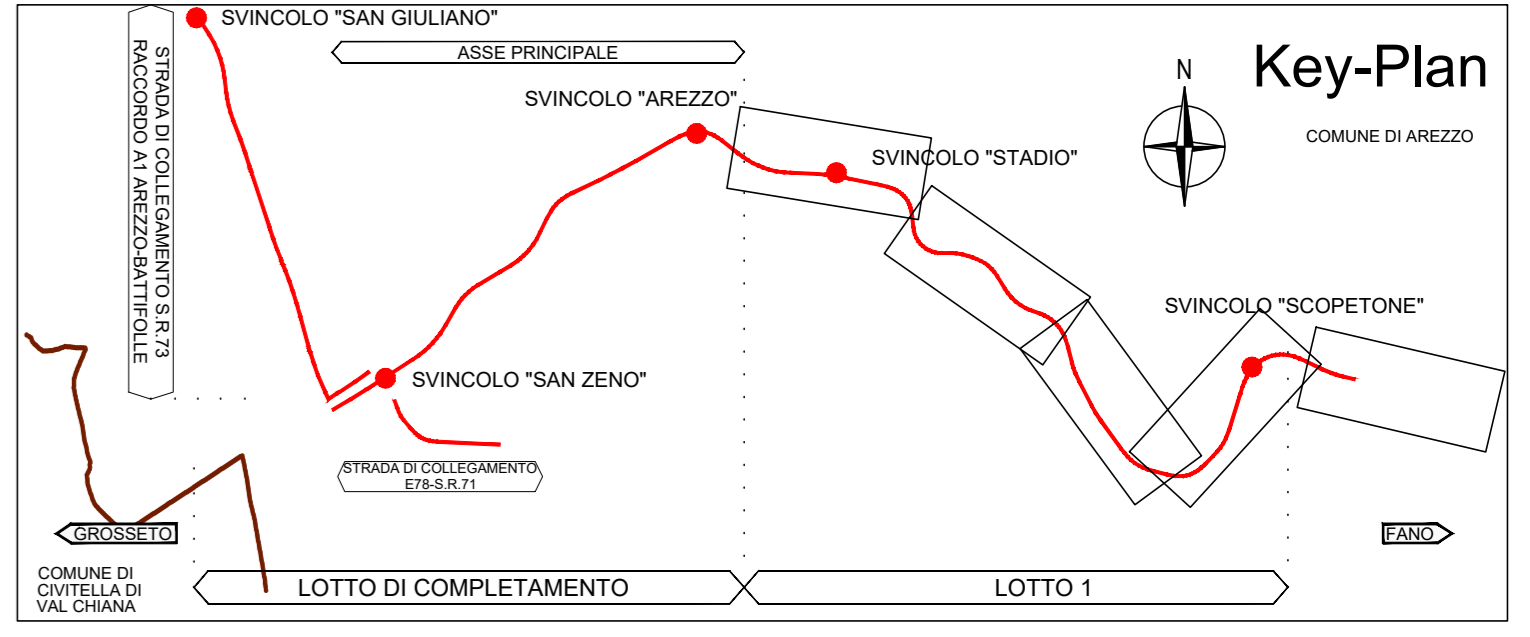 SVINCOLO "SAN GIULIANO"
ASSE PRINCIPALE
Key-Plan
N
COMUNE DI AREZZO
STRADA DI COLLEGAMENTO S.R.73
RACCORDO A1 AREZZO-BATTIFOLLE
SVINCOLO "AREZZO"
SVINCOLO "STADIO"
SVINCOLO "SCOPETONE"
SVINCOLO "SAN ZENO"
STRADA DI COLLEGAMENTO
E78-S.R.71
GROSSETO
FANO
COMUNE DI
CIVITELLA DI
VAL CHIANA
LOTTO DI COMPLETAMENTO
LOTTO 1